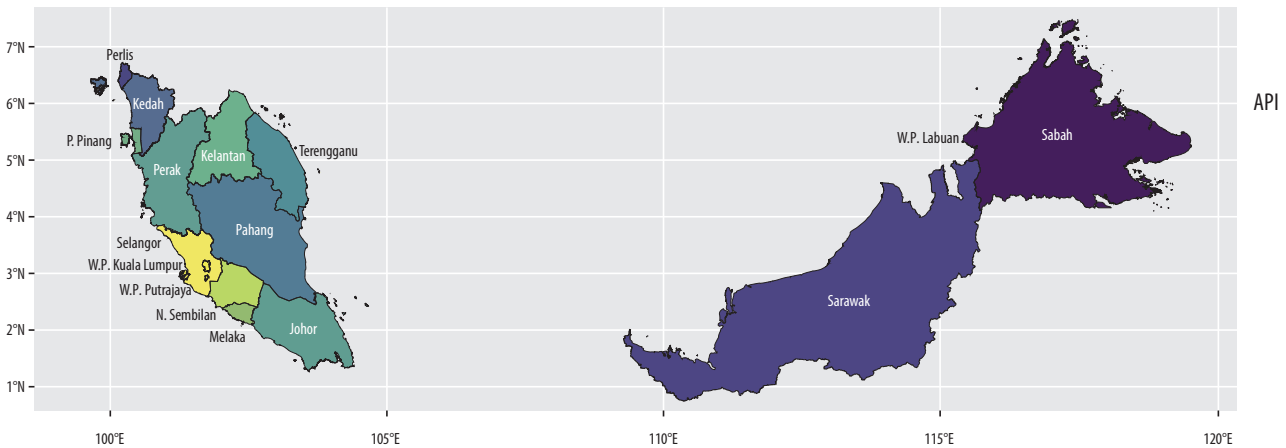 7°N
6°N
5°N
4°N
3°N
2°N
1°N
Perlis
Kedah
P. Pinang
Perak
Kelantan
Terengganu
Pahang
Selangor
W.P. Kuala Lumpur
W.P. Putrajaya
N. Sembilan
Melaka
Johor
W.P. Labuan
Sabah
Sarawak
API
100°E
105°E
110°E
115°E
120°E